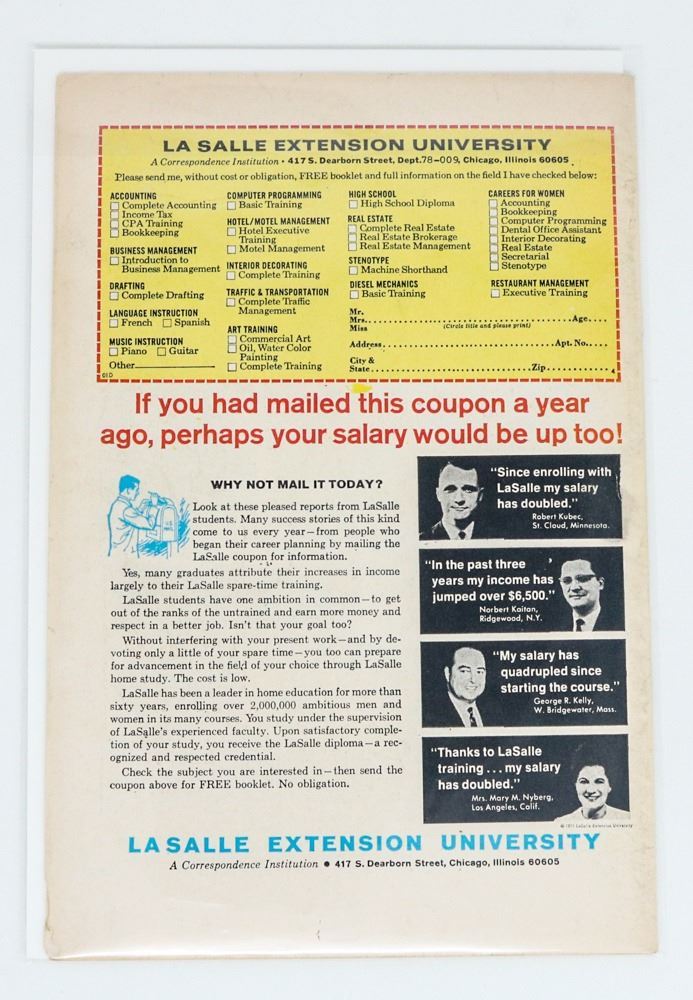 LA SALLE EXTENSION UNIVERSITY
A Correspondence Institution • 417 S. Dearborn Street, Dept.78-009, Chicago, Illinois 60605
Please send me, without cost or obligation, FREE booklet and full information on the field I have checked below:
ACCOUNTING
Complete Accounting
Income Tax
CPA Training
Bookkeeping
BUSINESS MANAGEMENT
Introduction to
Business Management
DRAFTING
Complete Drafting
LANGUAGE INSTRUCTION
French Spanish
MUSIC INSTRUCTION
Piano Guitar
Other
COMPUTER PROGRAMMING
Basic Training
HOTEL/MOTEL MANAGEMENT
Hotel Executive
Training
Motel Management
INTERIOR DECORATING
Complete Training
TRAFFIC & TRANSPORTATION
Complete Traffic
Management
ART TRAINING
Commercial Art
Oil, Water Color
Painting
Complete Training
HIGH SCHOOL
High School Diploma
REAL ESTATE
Complete Real Estate
Real Estate Brokerage
Real Estate Management
STENOTYPE
Machine Shorthand
DIESEL MECHANICS
Basic Training
CAREERS FOR WOMEN
Accounting
Bookkeeping
Computer Programming
Dental Office Assistant
Interior Decorating
Real Estate
Secretarial
Stenotype
RESTAURANT MANAGEMENT
Executive Training
Mr.
Mrs. Age
Miss (Circle title and please print)
Address Apt. No.
City &
State Zip
If you had mailed this coupon a year
ago, perhaps your salary would be up too!
WHY NOT MAIL IT TODAY?
Look at these pleased reports from LaSalle
students. Many success stories of this kind
come to us every year—from people who
began their career planning by mailing the
LaSalle coupon for information.
Yes, many graduates attribute their increases in income
largely to their LaSalle spare-time training.
LaSalle students have one ambition in common—to get
out of the ranks of the untrained and earn more money and
respect in a better job. Isn't that your goal too?
Without interfering with your present work—and by de-
voting only a little of your spare time—you too can prepare
for advancement in the field of your choice through LaSalle
home study. The cost is low.
LaSalle has been a leader in home education for more than
sixty years, enrolling over 2,000,000 ambitious men and
women in its many courses. You study under the supervision
of LaSalle's experienced faculty. Upon satisfactory comple-
tion of your study, you receive the LaSalle diploma—a rec-
ognized and respected credential.
Check the subject you are interested in—then send the
coupon above for FREE booklet. No obligation.
"Since enrolling with
LaSalle my salary
has doubled."
Robert Kubec,
St. Cloud, Minnesota.
"In the past three
years my income has
jumped over $6,500."
Norbert Kaitan,
Ridgewood, N.Y.
"My salary has
quadrupled since
starting the course."
George R. Kelly,
W. Bridgewater, Mass.
"Thanks to LaSalle
training...my salary
has doubled."
Mrs. Mary M. Nyberg,
Los Angeles, Calif.
© 1971 LaSalle Extension University
LASALLE EXTENSION UNIVERSITY
A Correspondence Institution • 417 S. Dearborn Street, Chicago, Illinois 60605